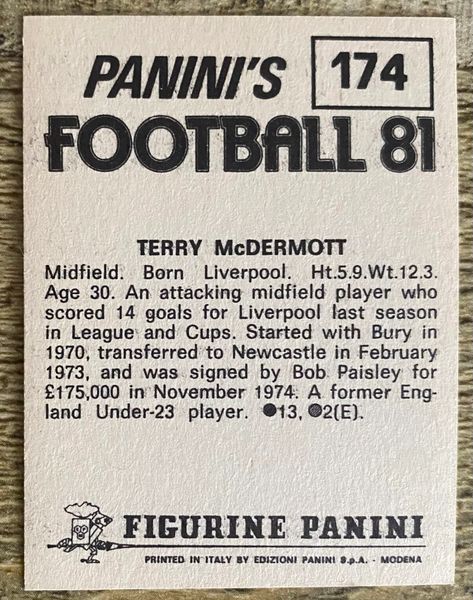 PANINI'S 174
FOOTBALL 81
TERRY McDERMOTT
Midfield. Born Liverpool. Ht.5.9.Wt.12.3.
Age 30. An attacking midfield player who
scored 14 goals for Liverpool last season
in League and Cups. Started with Bury in
1970, transferred to Newcastle in February
1973, and was signed by Bob Paisley for
£175,000 in November 1974. A former Eng-
land Under-23 player. ●13, ●2(E).
FIGURINE PANINI
PRINTED IN ITALY BY EDIZIONI PANINI S.p.A. - MODENA